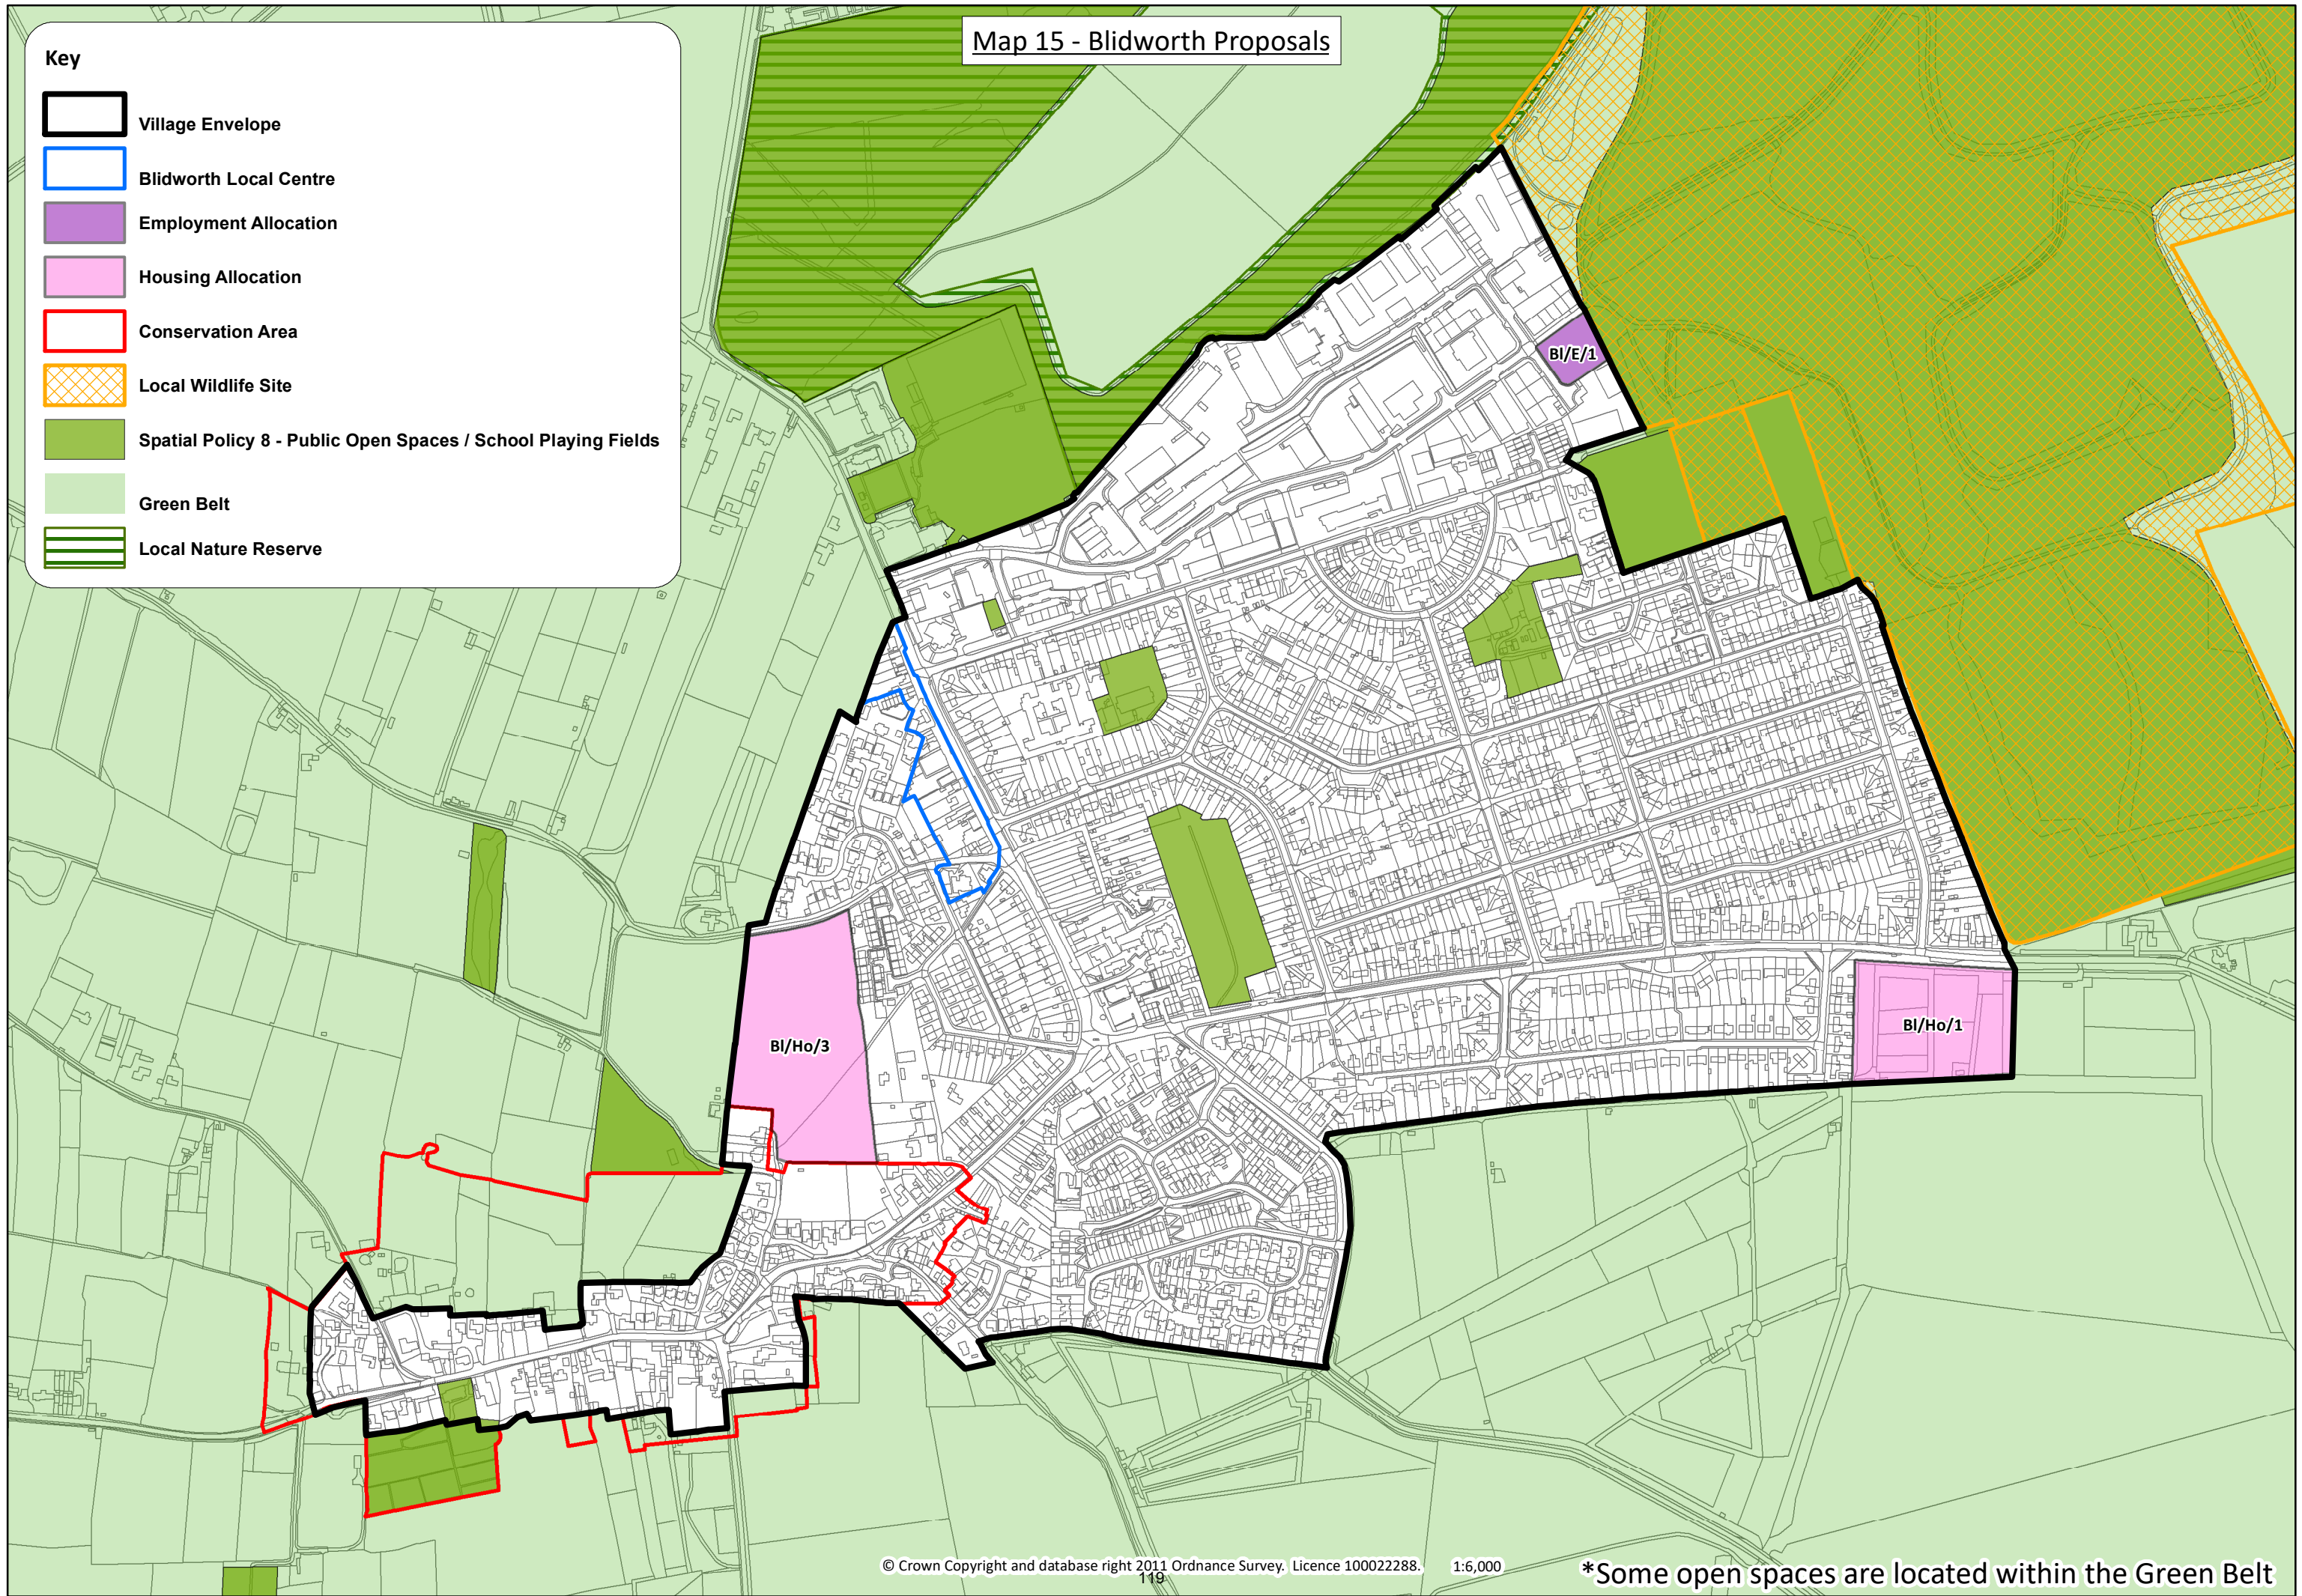 Map 15 - Blidworth Proposals
Key
Village Envelope
Blidworth Local Centre
Employment Allocation
Housing Allocation
Conservation Area
Local Wildlife Site
Spatial Policy 8 - Public Open Spaces / School Playing Fields
Green Belt
Local Nature Reserve
Bl/E/1
Bl/Ho/3
Bl/Ho/1
© Crown Copyright and database right 2011 Ordnance Survey. Licence 100022288. 1:6,000
119
*Some open spaces are located within the Green Belt